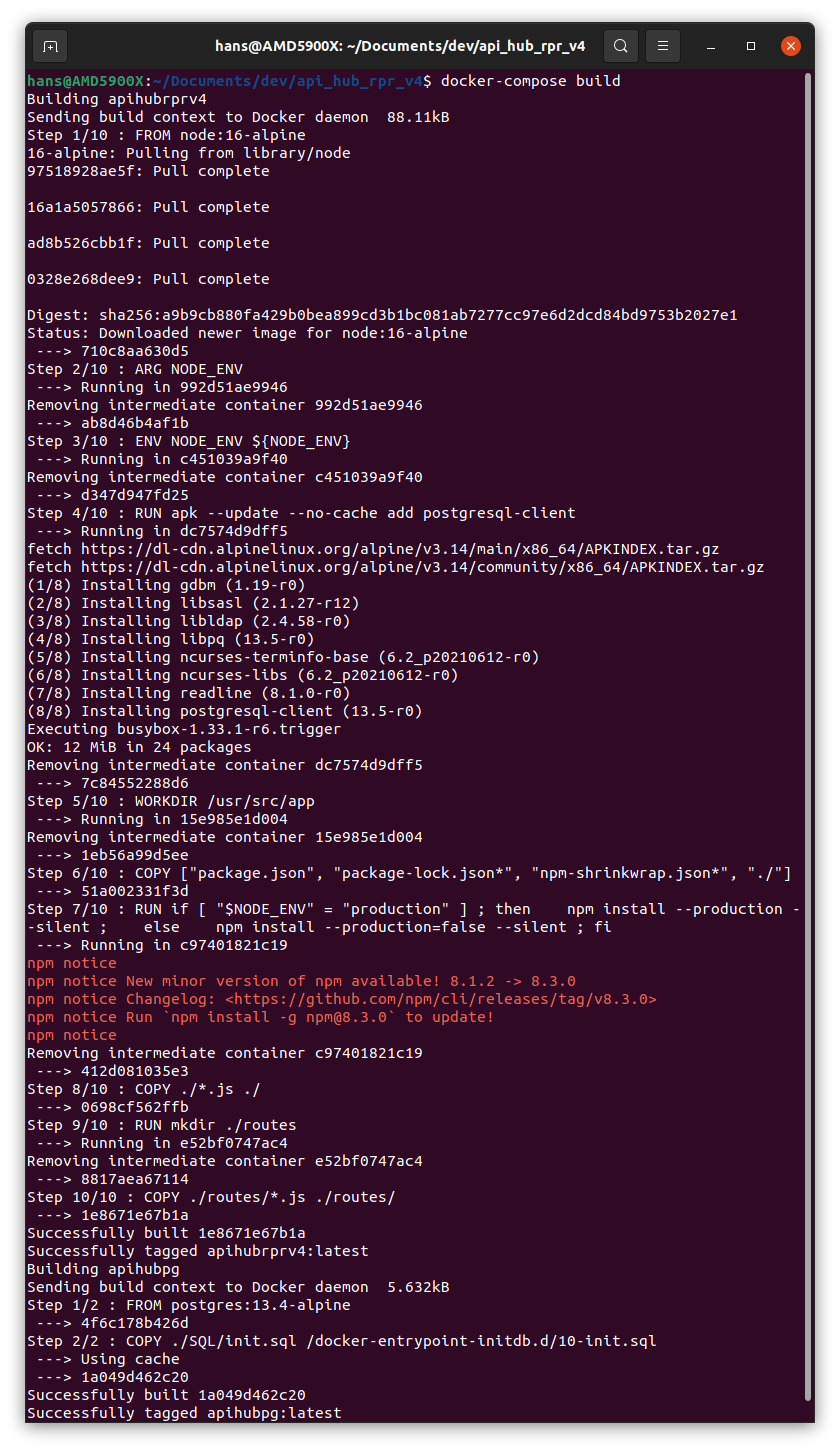 hans@AMD5900X: ~/Documents/dev/api_hub_rpr_v4
hans@AMD5900X:~/Documents/dev/api_hub_rpr_v4$ docker-compose build
Building apihubrprv4
Sending build context to Docker daemon  88.11kB
Step 1/10 : FROM node:16-alpine
16-alpine: Pulling from library/node
97518928ae5f: Pull complete
16a1a5057866: Pull complete
ad8b526cbb1f: Pull complete
0328e268dee9: Pull complete
Digest: sha256:a9b9cb880fa429b0bea899cd3b1bc081ab7277cc97e6d2dcd84bd9753b2027e1
Status: Downloaded newer image for node:16-alpine
 ---> 710c8aa630d5
Step 2/10 : ARG NODE_ENV
 ---> Running in 992d51ae9946
Removing intermediate container 992d51ae9946
 ---> ab8d46b4af1b
Step 3/10 : ENV NODE_ENV ${NODE_ENV}
 ---> Running in c451039a9f40
Removing intermediate container c451039a9f40
 ---> d347d947fd25
Step 4/10 : RUN apk --update --no-cache add postgresql-client
 ---> Running in dc7574d9dff5
fetch https://dl-cdn.alpinelinux.org/alpine/v3.14/main/x86_64/APKINDEX.tar.gz
fetch https://dl-cdn.alpinelinux.org/alpine/v3.14/community/x86_64/APKINDEX.tar.gz
(1/8) Installing gdbm (1.19-r0)
(2/8) Installing libsasl (2.1.27-r12)
(3/8) Installing libldap (2.4.58-r0)
(4/8) Installing libpq (13.5-r0)
(5/8) Installing ncurses-terminfo-base (6.2_p20210612-r0)
(6/8) Installing ncurses-libs (6.2_p20210612-r0)
(7/8) Installing readline (8.1.0-r0)
(8/8) Installing postgresql-client (13.5-r0)
Executing busybox-1.33.1-r6.trigger
OK: 12 MiB in 24 packages
Removing intermediate container dc7574d9dff5
 ---> 7c84552288d6
Step 5/10 : WORKDIR /usr/src/app
 ---> Running in 15e985e1d004
Removing intermediate container 15e985e1d004
 ---> 1eb56a99d5ee
Step 6/10 : COPY ["package.json", "package-lock.json*", "npm-shrinkwrap.json*", "./"]
 ---> 51a002331f3d
Step 7/10 : RUN if [ "$NODE_ENV" = "production" ] ; then    npm install --production -
-silent ;    else    npm install --production=false --silent ; fi
 ---> Running in c97401821c19
npm notice
npm notice New minor version of npm available! 8.1.2 -> 8.3.0
npm notice Changelog: <https://github.com/npm/cli/releases/tag/v8.3.0>
npm notice Run `npm install -g npm@8.3.0` to update!
npm notice
Removing intermediate container c97401821c19
 ---> 412d081035e3
Step 8/10 : COPY ./*.js ./
 ---> 0698cf562ffb
Step 9/10 : RUN mkdir ./routes
 ---> Running in e52bf0747ac4
Removing intermediate container e52bf0747ac4
 ---> 8817aea67114
Step 10/10 : COPY ./routes/*.js ./routes/
 ---> 1e8671e67b1a
Successfully built 1e8671e67b1a
Successfully tagged apihubrprv4:latest
Building apihubpg
Sending build context to Docker daemon  5.632kB
Step 1/2 : FROM postgres:13.4-alpine
 ---> 4f6c178b426d
Step 2/2 : COPY ./SQL/init.sql /docker-entrypoint-initdb.d/10-init.sql
 ---> Using cache
 ---> 1a049d462c20
Successfully built 1a049d462c20
Successfully tagged apihubpg:latest